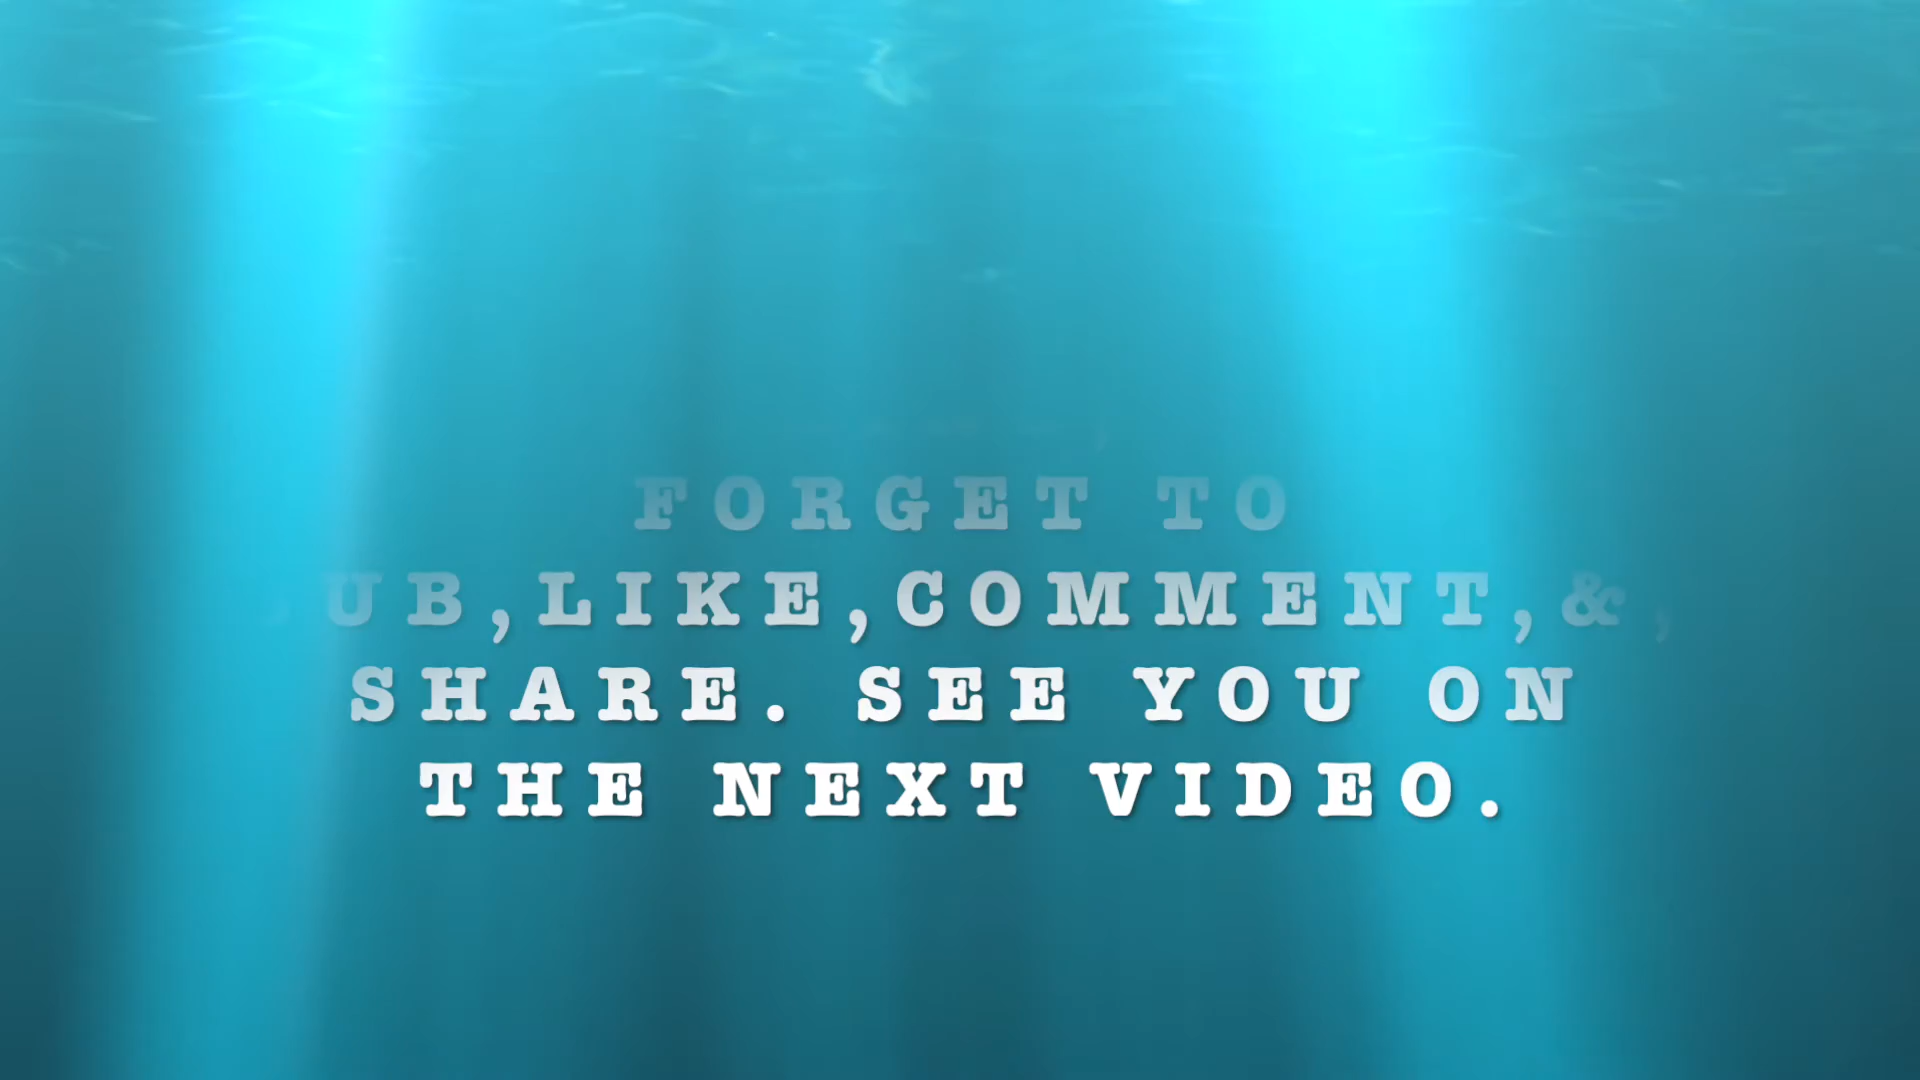 FORGET TO
UB,LIKE,COMMENT,&,
SHARE. SEE YOU ON
THE NEXT VIDEO.